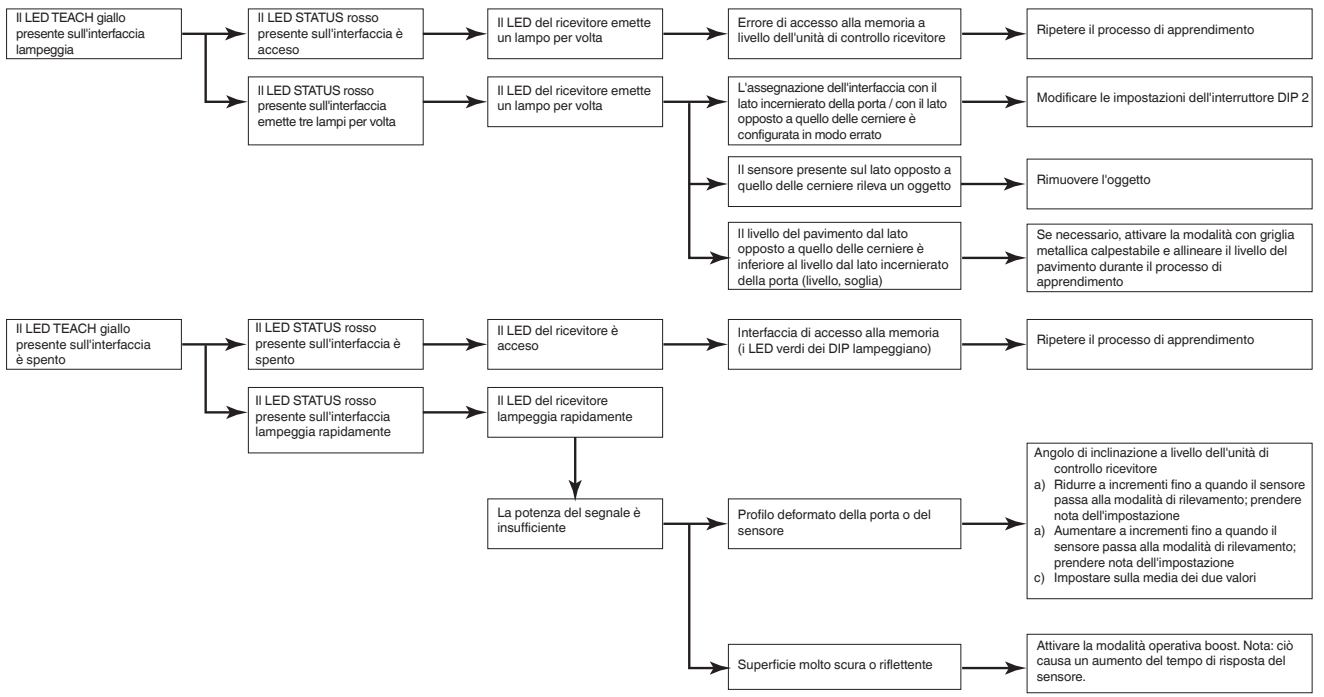 Il LED TEACH giallo
presente sull'interfaccia
lampeggia
Il LED STATUS rosso
presente sull'interfaccia è
acceso
Il LED del ricevitore emette
un lampo per volta
Errore di accesso alla memoria a
livello dell'unità di controllo ricevitore
Ripetere il processo di apprendimento
Il LED STATUS rosso
presente sull'interfaccia
emette tre lampi per volta
Il LED del ricevitore emette
un lampo per volta
L'assegnazione dell'interfaccia con il
lato incernierato della porta / con il lato
opposto a quello delle cerniere è
configurata in modo errato
Modificare le impostazioni dell'interruttore DIP 2
Il sensore presente sul lato opposto a
quello delle cerniere rileva un oggetto
Rimuovere l'oggetto
Il livello del pavimento dal lato
opposto a quello delle cerniere è
inferiore al livello dal lato incernierato
della porta (livello, soglia)
Se necessario, attivare la modalità con griglia
metallica calpestabile e allineare il livello del
pavimento durante il processo di
apprendimento
Il LED TEACH giallo
presente sull'interfaccia
è spento
Il LED STATUS rosso
presente sull'interfaccia è
spento
Il LED del ricevitore è
acceso
Interfaccia di accesso alla memoria
(i LED verdi dei DIP lampeggiano)
Ripetere il processo di apprendimento
Il LED STATUS rosso
presente sull'interfaccia
lampeggia rapidamente
Il LED del ricevitore
lampeggia rapidamente
La potenza del segnale è
insufficiente
Profilo deformato della porta o del
sensore
Angolo di inclinazione a livello dell'unità di
controllo ricevitore
a) Ridurre a incrementi fino a quando il sensore
passa alla modalità di rilevamento; prendere
nota dell'impostazione
a) Aumentare a incrementi fino a quando il
sensore passa alla modalità di rilevamento;
prendere nota dell'impostazione
c) Impostare sulla media dei due valori
Superficie molto scura o riflettente
Attivare la modalità operativa boost. Nota: ciò
causa un aumento del tempo di risposta del
sensore.